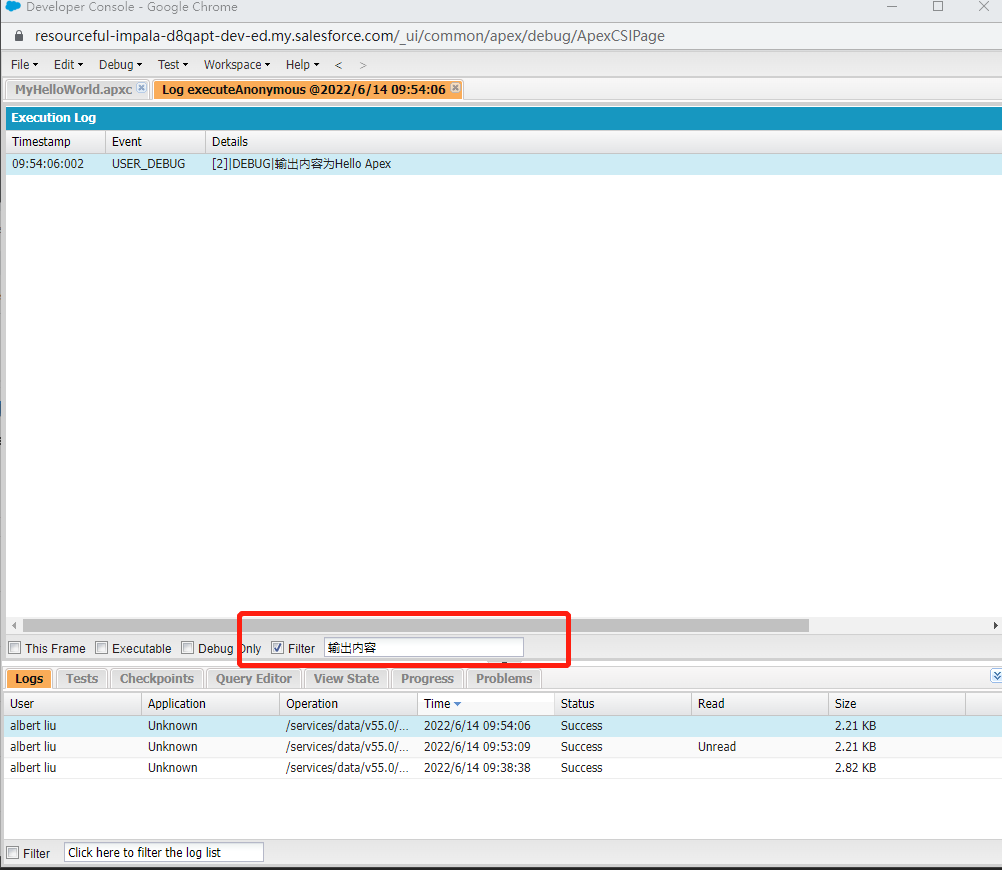 Developer Console - Google Chrome
resourceful-impala-d8qapt-dev-ed.my.salesforce.com/_ui/common/apex/debug/ApexCSIPage
File Edit Debug Test Workspace Help < >
MyHelloWorld.apxc Log executeAnonymous @2022/6/14 09:54:06
Execution Log
Timestamp Event Details
09:54:06:002 USER_DEBUG [2]|DEBUG|输出内容为Hello Apex
This Frame Executable Debug Only Filter 输出内容
Logs Tests Checkpoints Query Editor View State Progress Problems
User Application Operation Time Status Read Size
albert liu Unknown /services/data/v55.0/... 2022/6/14 09:54:06 Success 2.21 KB
albert liu Unknown /services/data/v55.0/... 2022/6/14 09:53:09 Success Unread 2.21 KB
albert liu Unknown /services/data/v55.0/... 2022/6/14 09:38:38 Success 2.82 KB
Filter Click here to filter the log list